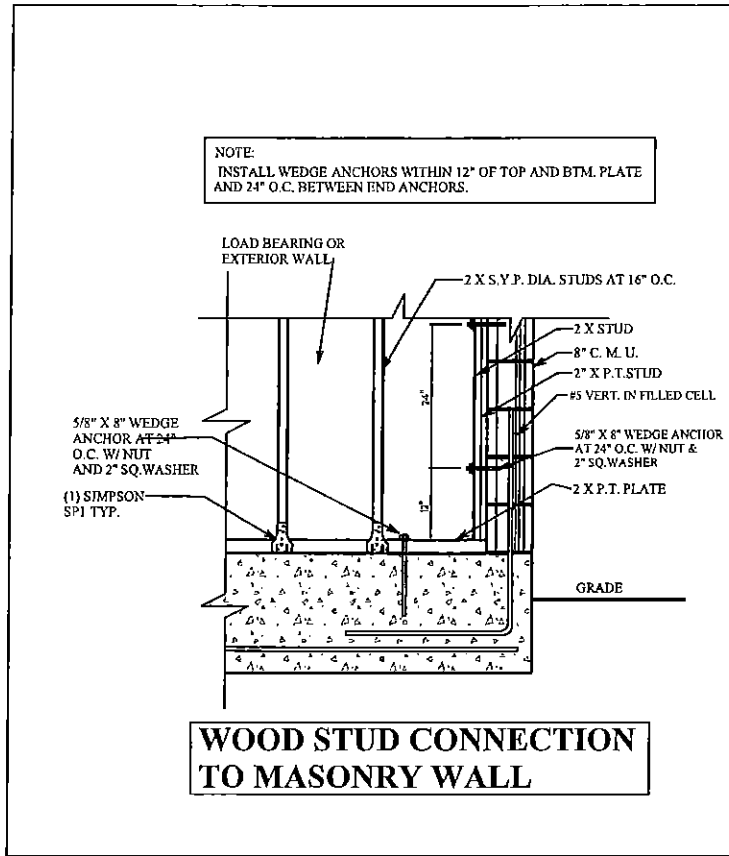 NOTE:
INSTALL WEDGE ANCHORS WITHIN 12" OF TOP AND BTM. PLATE
AND 24" O.C. BETWEEN END ANCHORS.
LOAD BEARING OR
EXTERIOR WALL
2 X S.Y.P. DIA. STUDS AT 16" O.C.
2 X STUD
8" C. M. U.
2" X P.T. STUD
#5 VERT. IN FILLED CELL
24"
5/8" X 8" WEDGE
ANCHOR AT 24"
O.C. W/ NUT
AND 2" SQ.WASHER
5/8" X 8" WEDGE ANCHOR
AT 24" O.C. W/ NUT &
2" SQ.WASHER
(1) SIMPSON
SP1 TYP.
12"
2 X P.T. PLATE
GRADE
WOOD STUD CONNECTION
TO MASONRY WALL